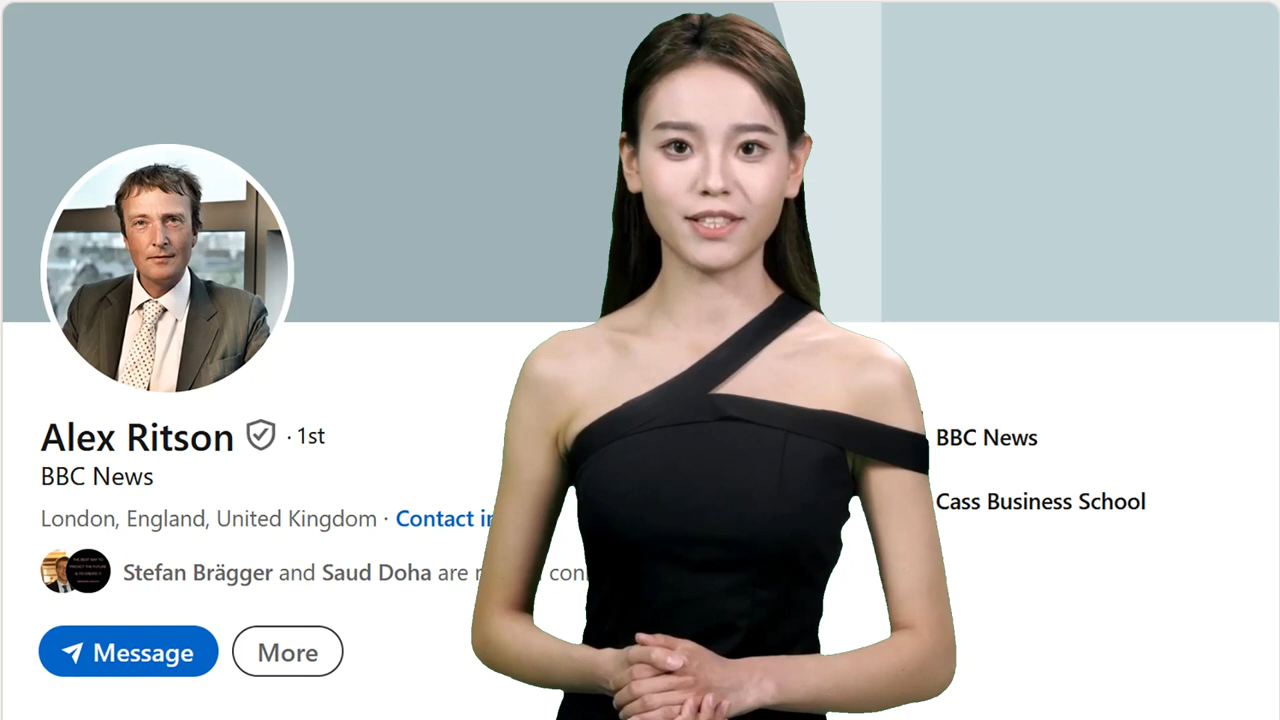 Alex Ritson · 1st
BBC News
London, England, United Kingdom · Contact
Stefan Brägger and Saud Doha are
Message
More
BBC News
Cass Business School